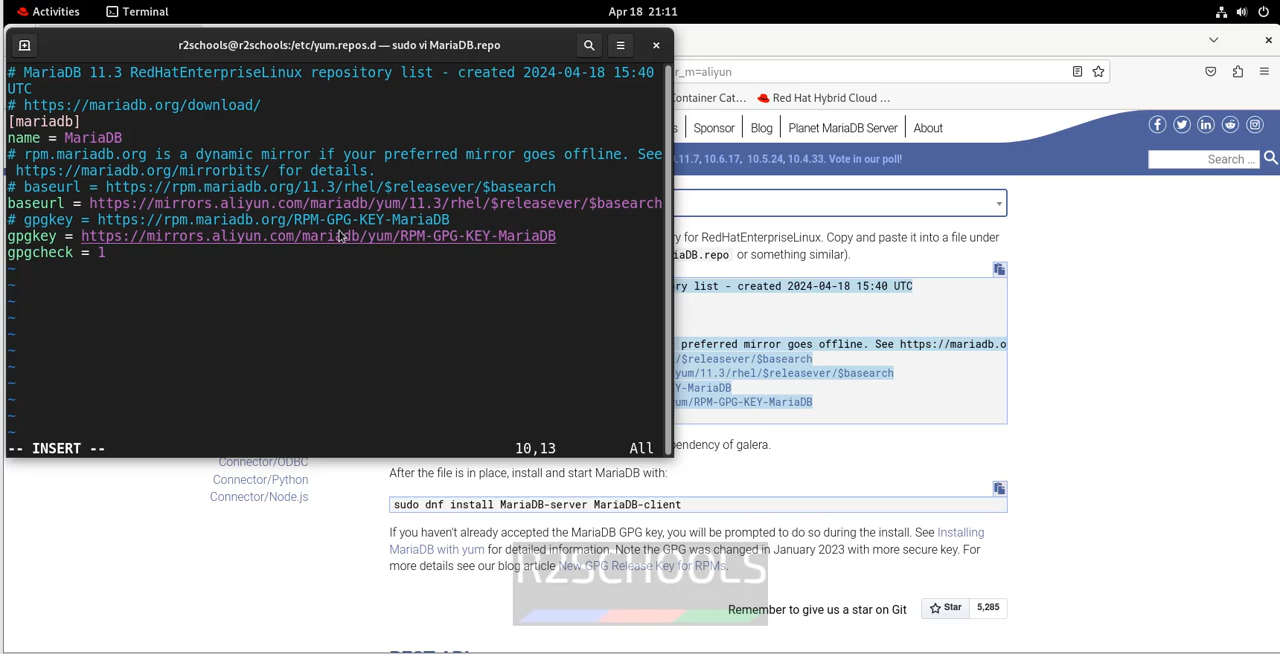 Activities
Terminal
Apr 18 21:11
r2schools@r2schools:/etc/yum.repos.d — sudo vi MariaDB.repo
# MariaDB 11.3 RedHatEnterpriseLinux repository list - created 2024-04-18 15:40
UTC
# https://mariadb.org/download/
[mariadb]
name = MariaDB
# rpm.mariadb.org is a dynamic mirror if your preferred mirror goes offline. See
https://mariadb.org/mirrorbits/ for details.
# baseurl = https://rpm.mariadb.org/11.3/rhel/$releasever/$basearch
baseurl = https://mirrors.aliyun.com/mariadb/yum/11.3/rhel/$releasever/$basearch
# gpgkey = https://rpm.mariadb.org/RPM-GPG-KEY-MariaDB
gpgkey = https://mirrors.aliyun.com/mariadb/yum/RPM-GPG-KEY-MariaDB
gpgcheck = 1
~
~
~
~
~
~
~
~
~
~
~
-- INSERT --
10,13
All
r_m=aliyun
Container Cat...
Red Hat Hybrid Cloud ...
s
Sponsor
Blog
Planet MariaDB Server
About
.11.7, 10.6.17, 10.5.24, 10.4.33. Vote in our poll!
Search ...
ry for RedHatEnterpriseLinux. Copy and paste it into a file under
iaDB.repo or something similar).
ry list - created 2024-04-18 15:40 UTC
preferred mirror goes offline. See https://mariadb.o
/$releasever/$basearch
yum/11.3/rhel/$releasever/$basearch
Y-MariaDB
um/RPM-GPG-KEY-MariaDB
pendency of galera.
Connector/ODBC
Connector/Python
Connector/Node.js
After the file is in place, install and start MariaDB with:
sudo dnf install MariaDB-server MariaDB-client
If you haven't already accepted the MariaDB GPG key, you will be prompted to do so during the install. See Installing
MariaDB with yum for detailed information. Note the GPG was changed in January 2023 with more secure key. For
more details see our blog article New GPG Release Key for RPMs.
R2SCHOOLS
Remember to give us a star on Git
Star
5,285
REST API